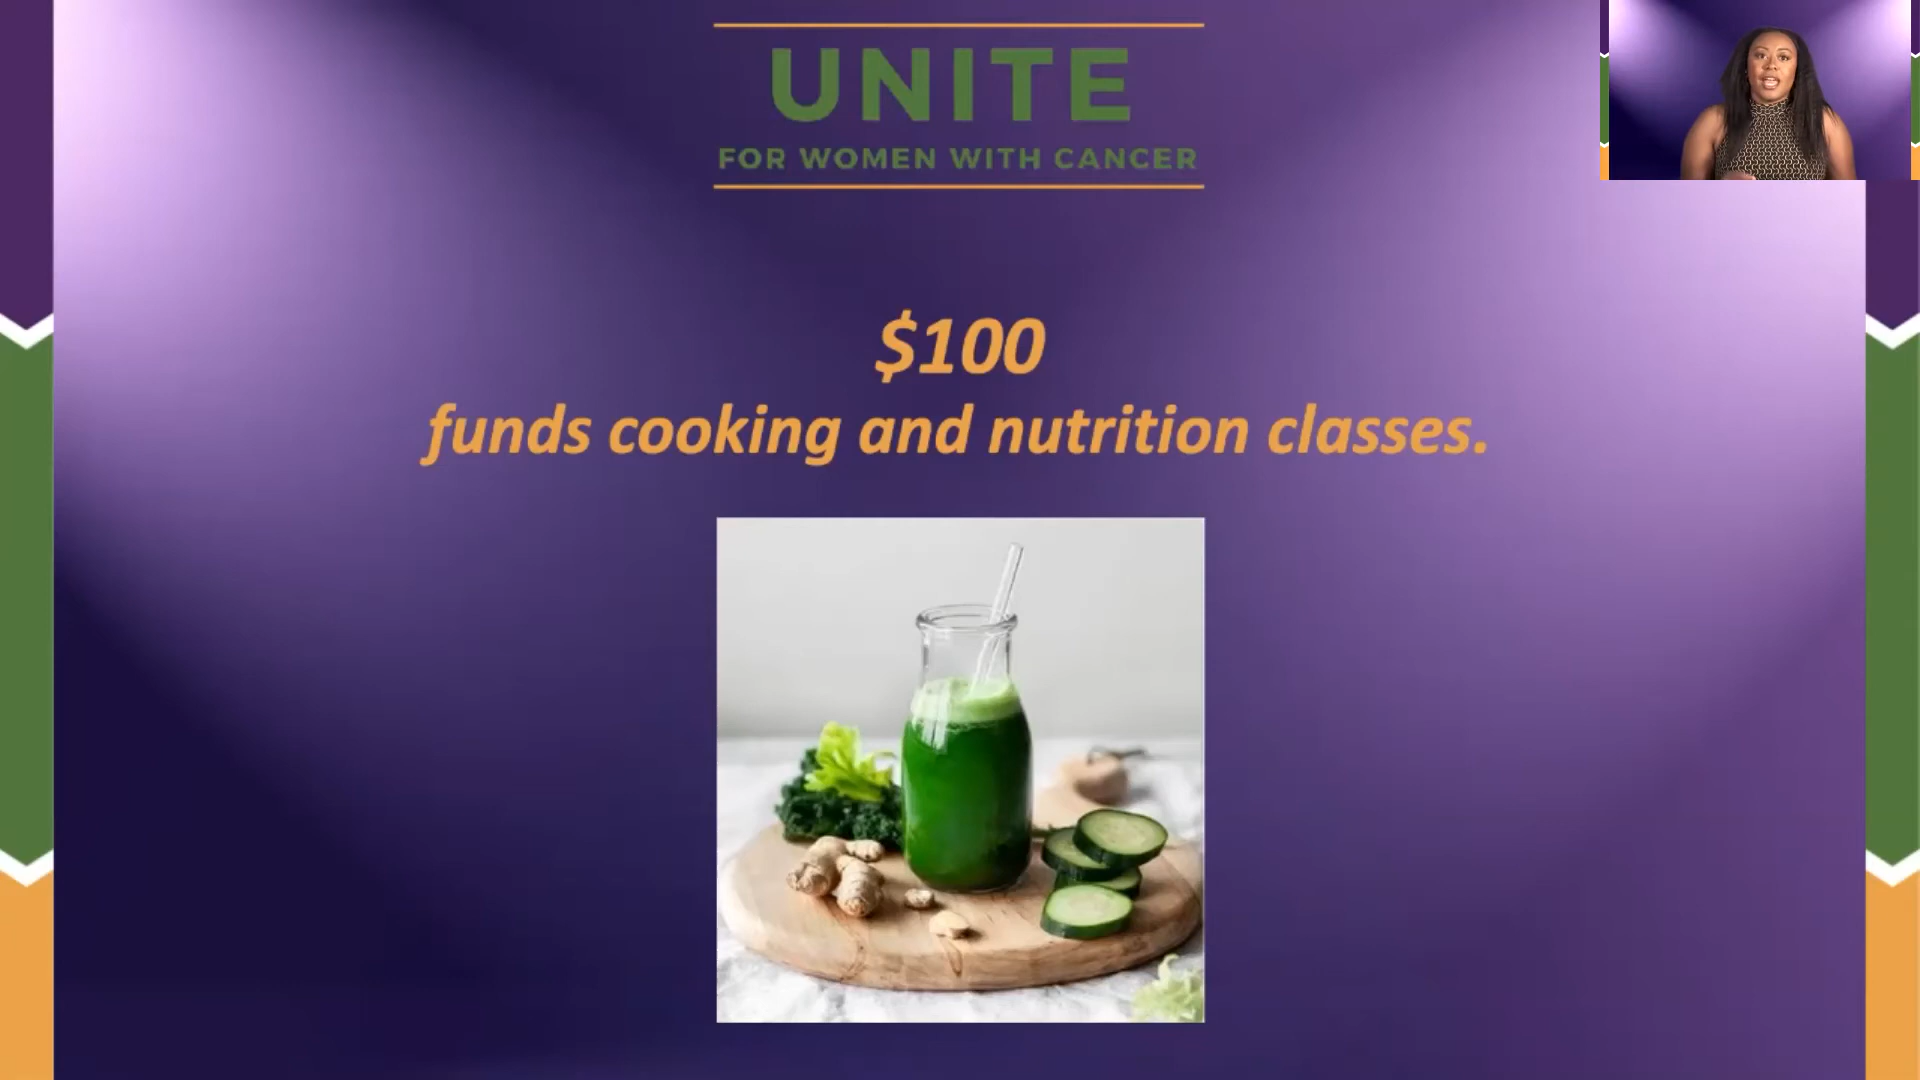 UNITE
FOR WOMEN WITH CANCER
$100
funds cooking and nutrition classes.